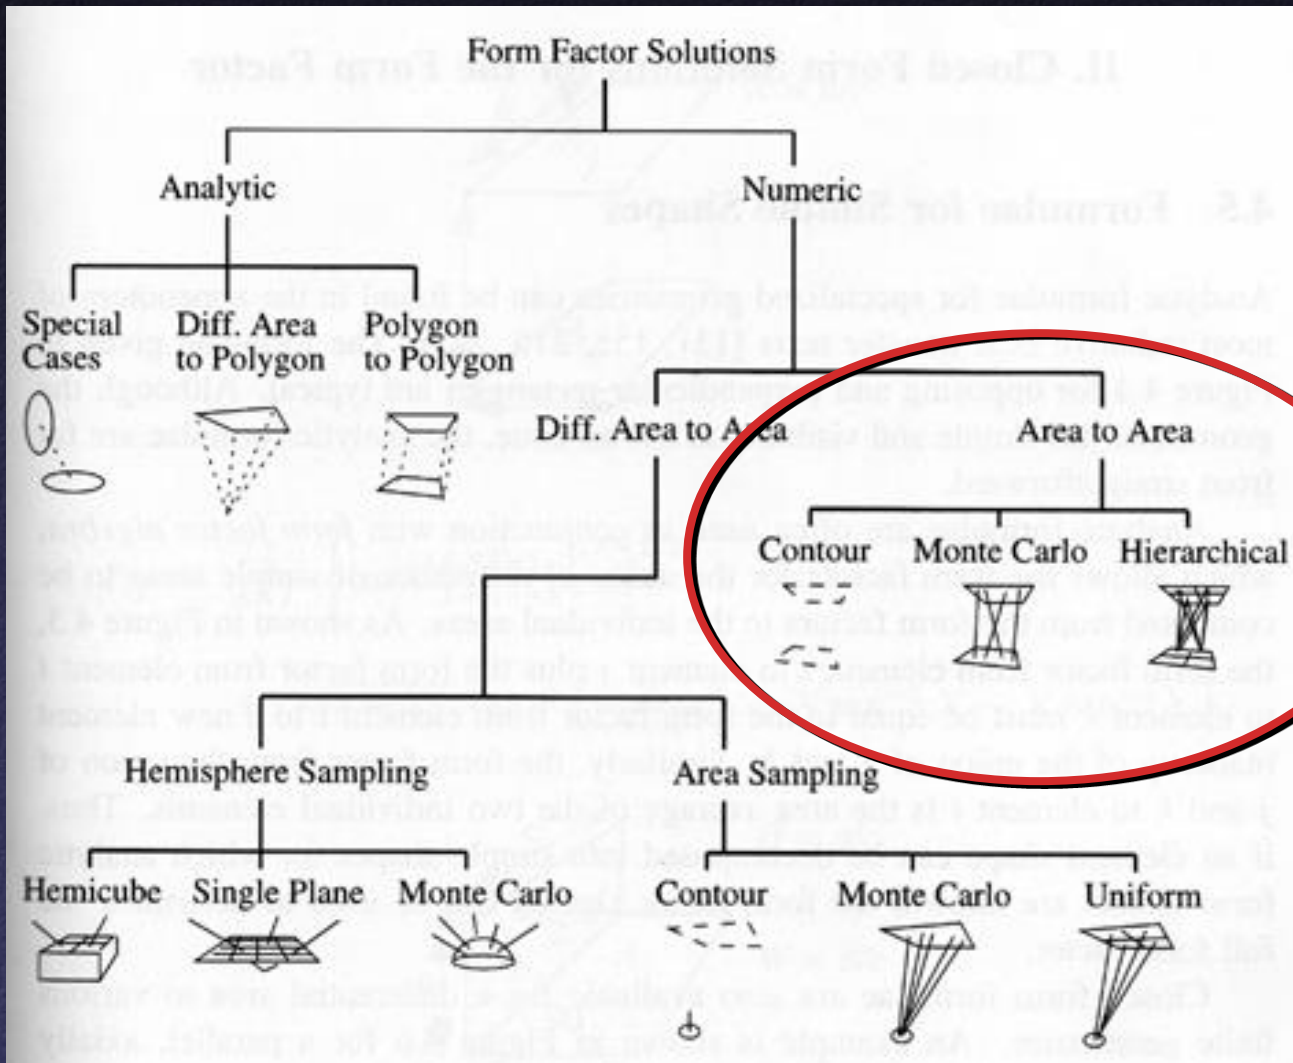 Form Factor Solutions
Analytic
Numeric
Special
Cases
Diff. Area
to Polygon
Polygon
to Polygon
Diff. Area to Area
Area to Area
Contour
Monte Carlo
Hierarchical
Hemisphere Sampling
Area Sampling
Hemicube
Single Plane
Monte Carlo
Contour
Monte Carlo
Uniform